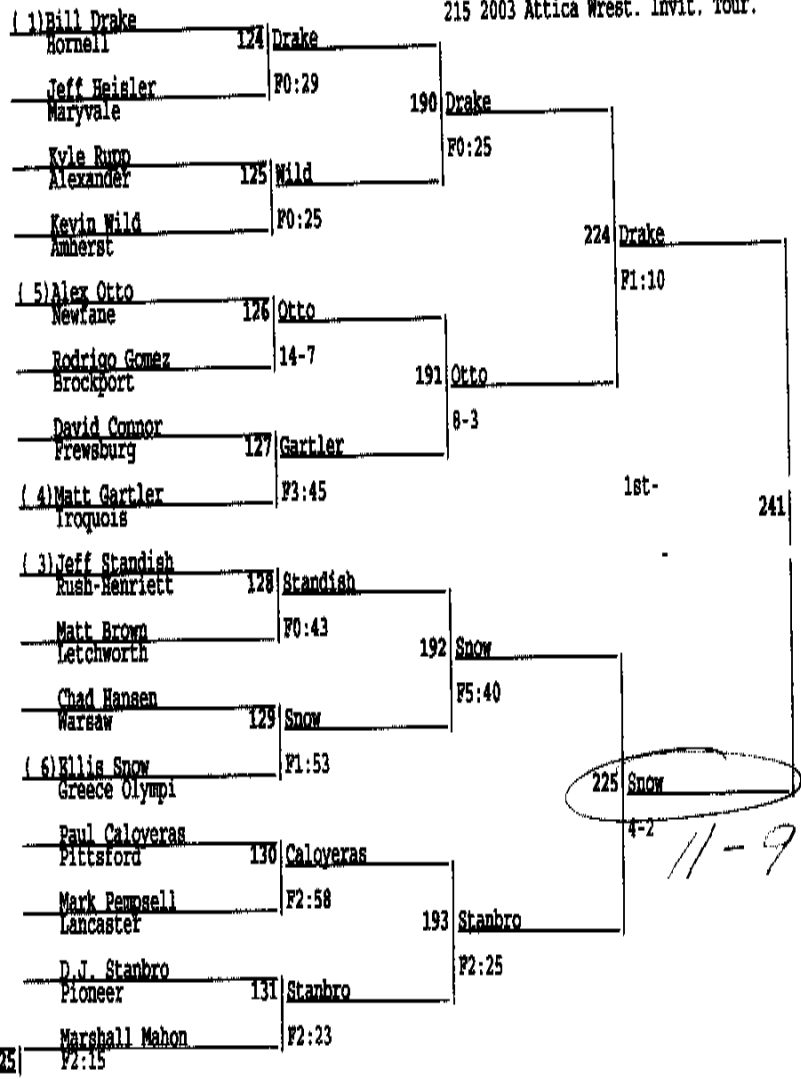 215 2003 Attica Wrest. Invit. Tour.
( 1)Bill Drake
Hornell
124 Drake
F0:29
Jeff Heisler
Maryvale
190 Drake
F0:25
Kyle Rupp
Alexander
125 Wild
F0:25
Kevin Wild
Amherst
224 Drake
F1:10
( 5)Alex Otto
Newfane
126 Otto
14-7
Rodrigo Gomez
Brockport
191 Otto
8-3
David Connor
Frewsburg
127 Gartler
F3:45
( 4)Matt Gartler
Iroquois
1st-
241
-
( 3)Jeff Standish
Rush-Henriett
128 Standish
F0:43
Matt Brown
Letchworth
192 Snow
F5:40
Chad Hansen
Warsaw
129 Snow
F1:53
( 6)Ellis Snow
Greece Olympi
225 Snow
4-2
11-9
Paul Caloyeras
Pittsford
130 Caloyeras
F2:58
Mark Pempsell
Lancaster
193 Stanbro
F2:25
D.J. Stanbro
Pioneer
131 Stanbro
F2:23
Marshall Mahon
25 F2:15